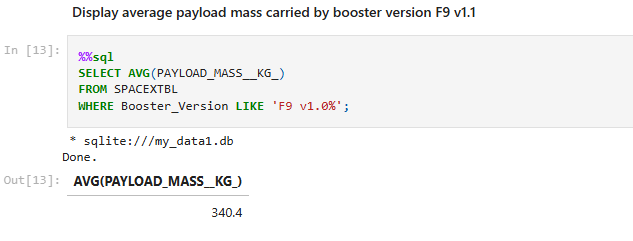 Display average payload mass carried by booster version F9 v1.1
In [13]:
%%sql
SELECT AVG(PAYLOAD_MASS__KG_)
FROM SPACEXTBL
WHERE Booster_Version LIKE 'F9 v1.0%';
* sqlite:///my_data1.db
Done.
Out[13]:
AVG(PAYLOAD_MASS__KG_)
340.4